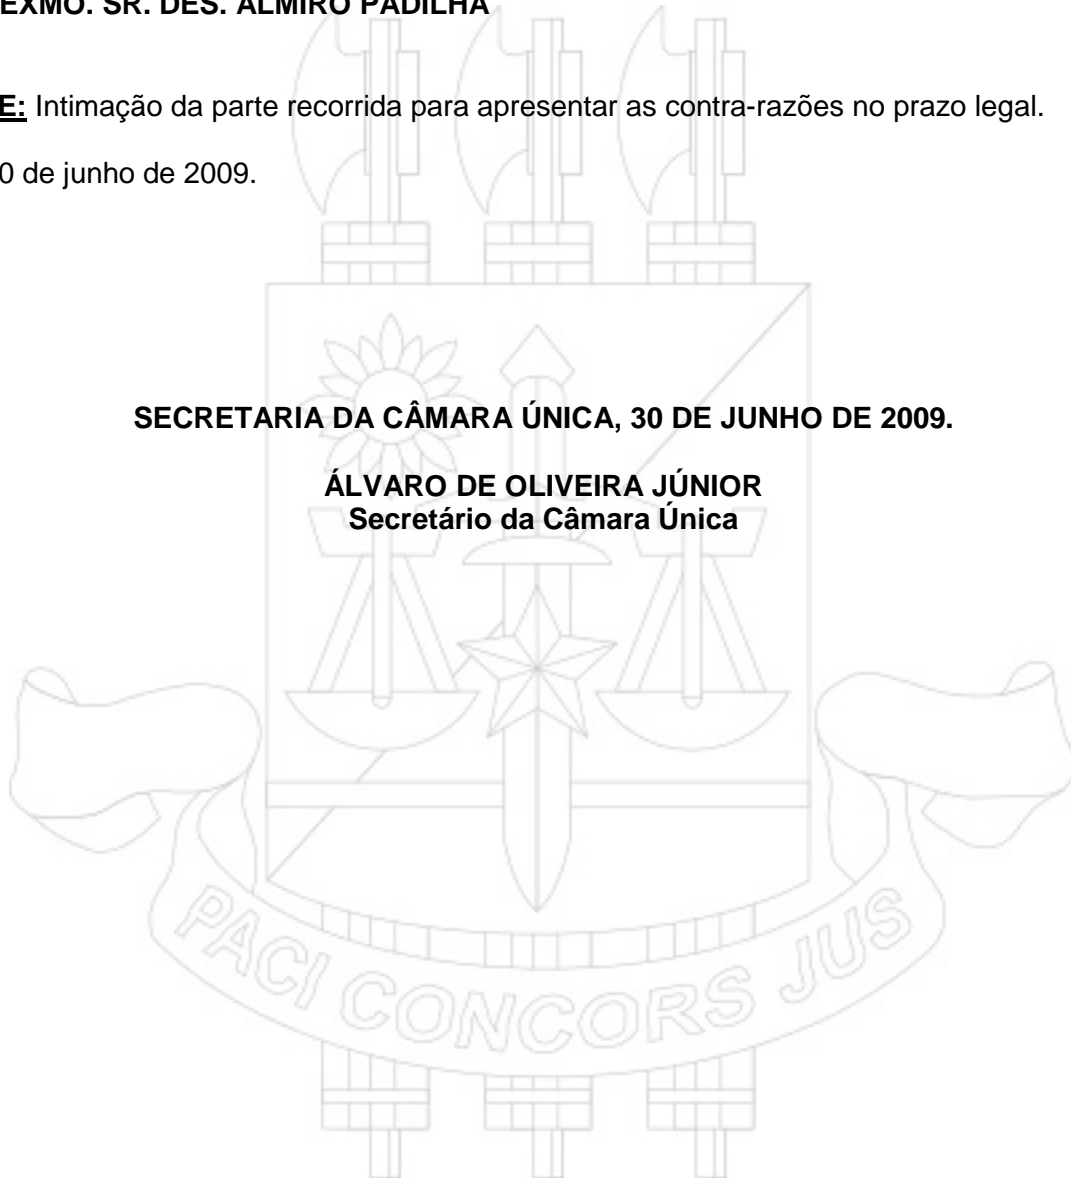 EXMO. SR. DES. ALMIRO PADILHA
E: Intimação da parte recorrida para apresentar as contra-razões no prazo legal.
0 de junho de 2009.
SECRETARIA DA CÂMARA ÚNICA, 30 DE JUNHO DE 2009.
ÁLVARO DE OLIVEIRA JÚNIOR
Secretário da Câmara Única
PACI CONCORS JUS